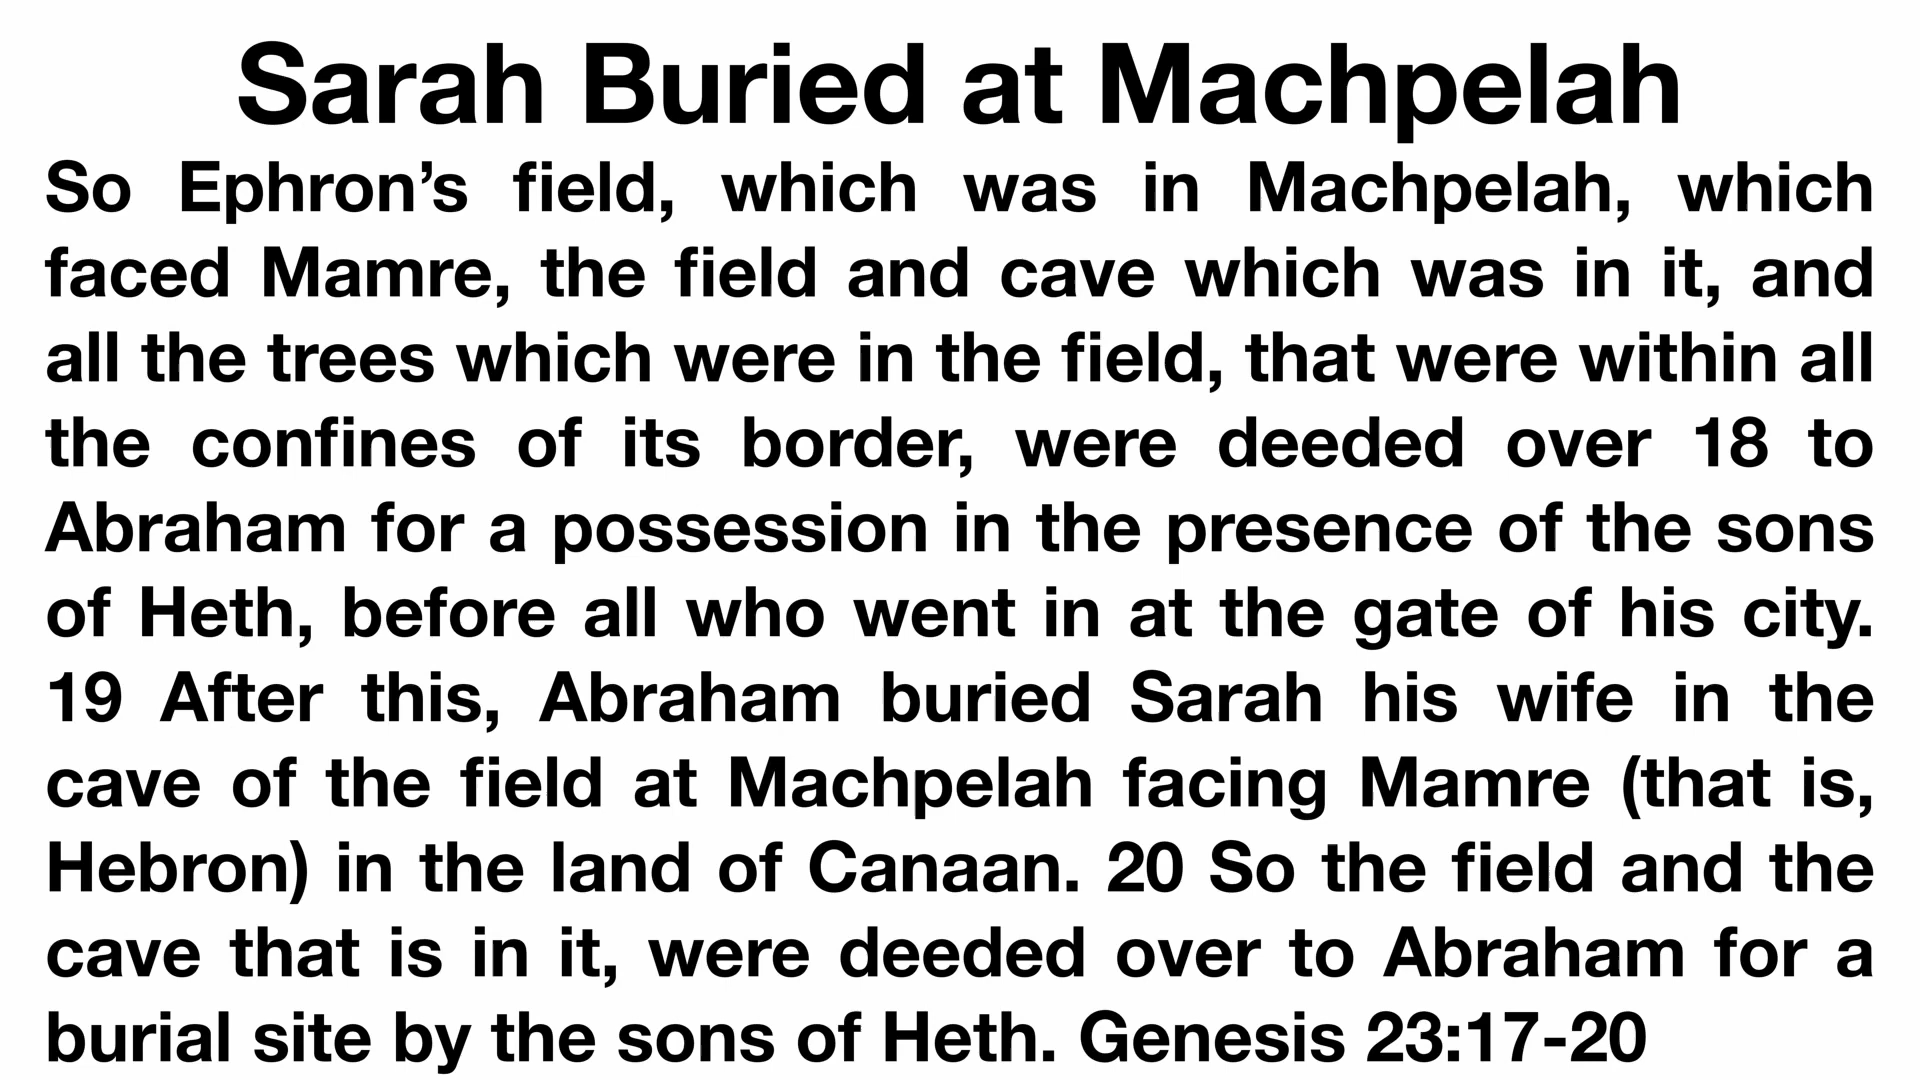 Sarah Buried at Machpelah
So Ephron’s field, which was in Machpelah, which
faced Mamre, the field and cave which was in it, and
all the trees which were in the field, that were within all
the confines of its border, were deeded over 18 to
Abraham for a possession in the presence of the sons
of Heth, before all who went in at the gate of his city.
19 After this, Abraham buried Sarah his wife in the
cave of the field at Machpelah facing Mamre (that is,
Hebron) in the land of Canaan. 20 So the field and the
cave that is in it, were deeded over to Abraham for a
burial site by the sons of Heth. Genesis 23:17-20